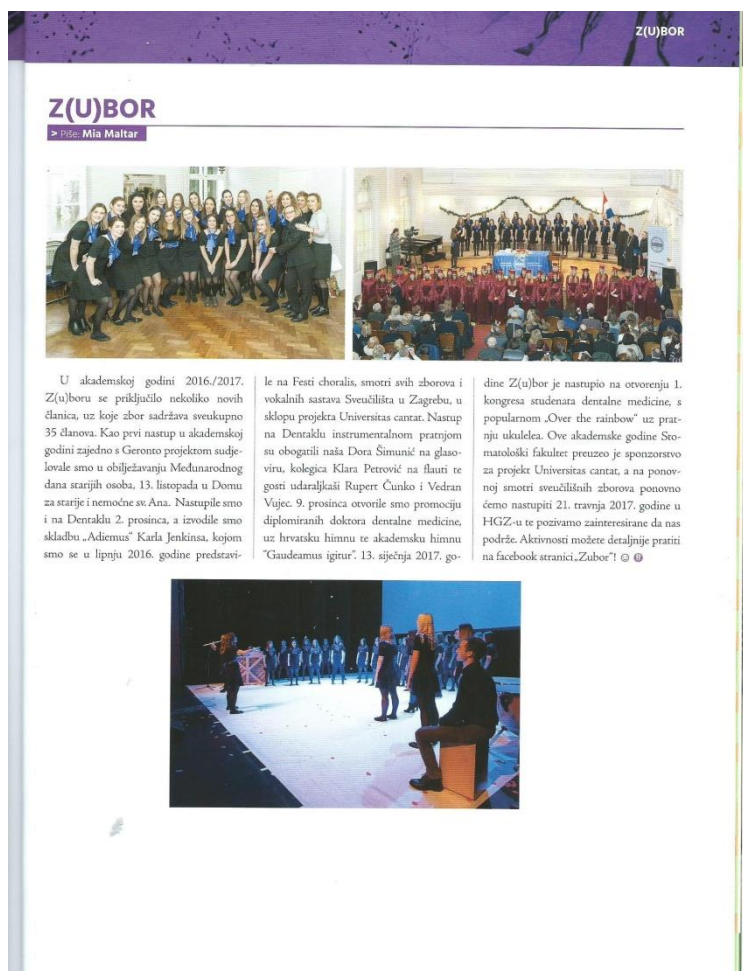 Z(U)BOR
Z(U)BOR
> Piše: Mia Maltar
U akademskoj godini 2016./2017.
Z(u)boru se priključilo nekoliko novih
članica, uz koje zbor sadržava sveukupno
35 članova. Kao prvi nastup u akademskoj
godini zajedno s Geronto projektom sudje-
lovale smo u obilježavanju Međunarodnog
dana starijih osoba, 13. listopada u Domu
za starije i nemoćne sv. Ana. Nastupile smo
i na Dentaklu 2. prosinca, a izvodile smo
skladbu „Adiemus“ Karla Jenkinsa, kojom
smo se u lipnju 2016. godine predstavi-
le na Festi choralis, smotri svih zborova i
vokalnih sastava Sveučilišta u Zagrebu, u
sklopu projekta Universitas cantat. Nastup
na Dentaklu instrumentalnom pratnjom
su obogatili naša Dora Šimunić na glaso-
viru, kolegica Klara Petrović na flauti te
gosti udaraljkaši Rupert Čunko i Vedran
Vujec. 9. prosinca otvorile smo promociju
diplomiranih doktora dentalne medicine,
uz hrvatsku himnu te akademsku himnu
"Gaudeamus igitur". 13. siječnja 2017. go-
dine Z(u)bor je nastupio na otvorenju 1.
kongresa studenata dentalne medicine, s
popularnom „Over the rainbow“ uz prat-
nju ukulelea. Ove akademske godine Sto-
matološki fakultet preuzeo je sponzorstvo
za projekt Universitas cantat, a na ponov-
noj smotri sveučilišnih zborova ponovno
ćemo nastupiti 21. travnja 2017. godine u
HGZ-u te pozivamo zainteresirane da nas
podrže. Aktivnosti možete detaljnije pratiti
na facebook stranici „Zubor“! ☺